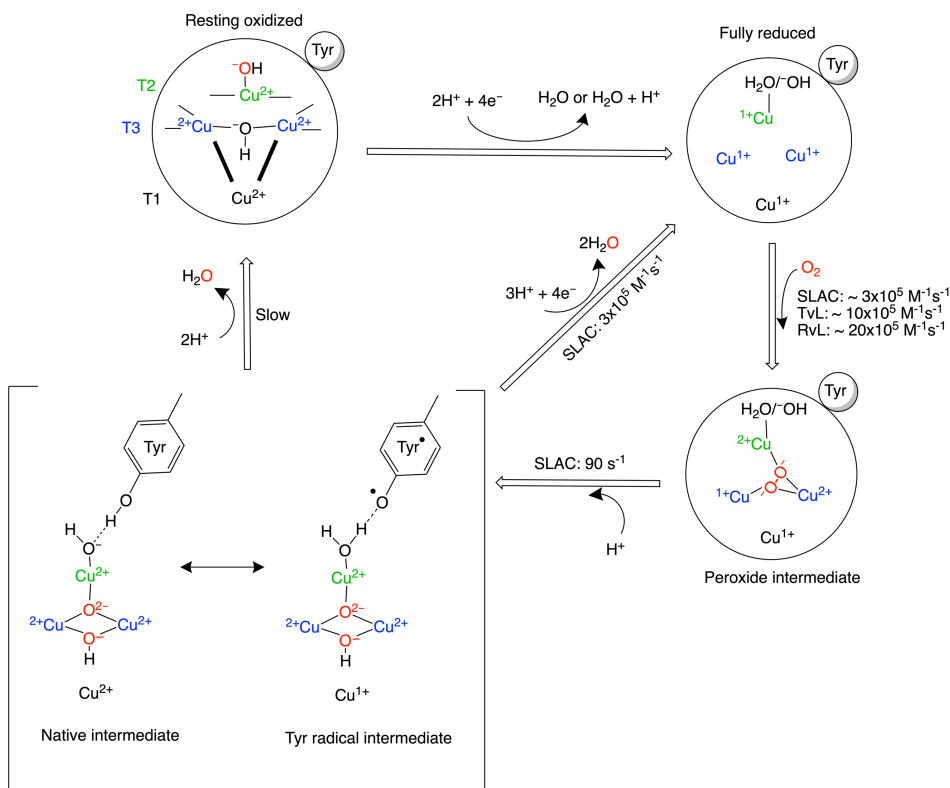 Resting oxidized
Tyr
T2
⁻OH
Cu²⁺
T3
²⁺Cu
⁻O
H
Cu²⁺
T1
Cu²⁺
2H⁺ + 4e⁻
H₂O or H₂O + H⁺
Fully reduced
Tyr
H₂O/⁻OH
¹⁺Cu
Cu¹⁺
Cu¹⁺
Cu¹⁺
H₂O
2H⁺
Slow
2H₂O
3H⁺ + 4e⁻
SLAC: 3x10⁵ M⁻¹s⁻¹
O₂
SLAC: ~ 3x10⁵ M⁻¹s⁻¹
TvL: ~ 10x10⁵ M⁻¹s⁻¹
RvL: ~ 20x10⁵ M⁻¹s⁻¹
Tyr
H₂O/⁻OH
²⁺Cu
O
O
¹⁺Cu
Cu²⁺
Cu¹⁺
Peroxide intermediate
SLAC: 90 s⁻¹
H⁺
Tyr
O
H
H
O⁻
Cu²⁺
O²⁻
²⁺Cu
Cu²⁺
O⁻
H
Cu²⁺
Native intermediate
Tyr•
•
O
H
H
O
Cu²⁺
O²⁻
²⁺Cu
Cu²⁺
O⁻
H
Cu¹⁺
Tyr radical intermediate